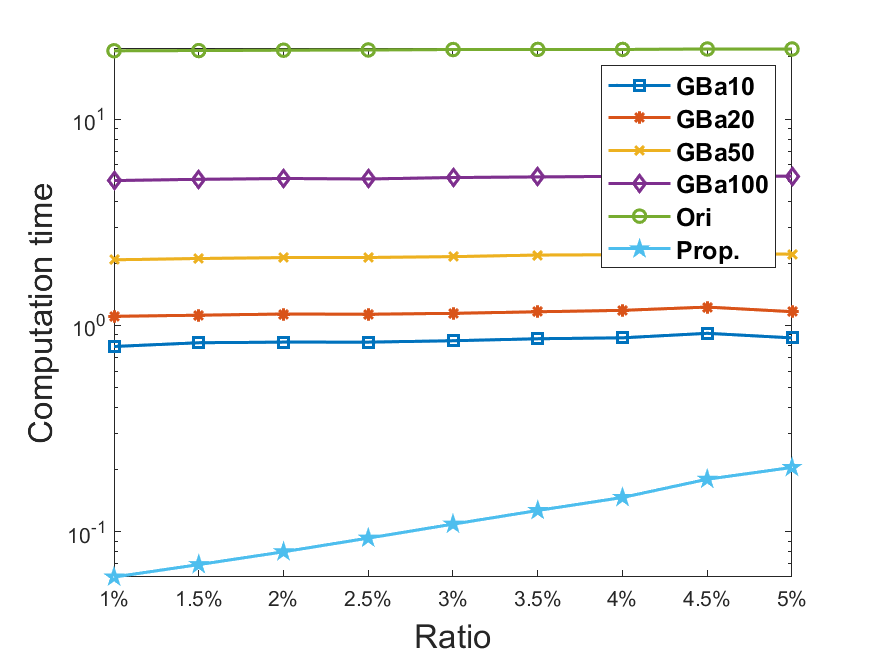 Computation time
10^1
10^0
10^-1
GBa10
GBa20
GBa50
GBa100
Ori
Prop.
1% 1.5% 2% 2.5% 3% 3.5% 4% 4.5% 5%
Ratio